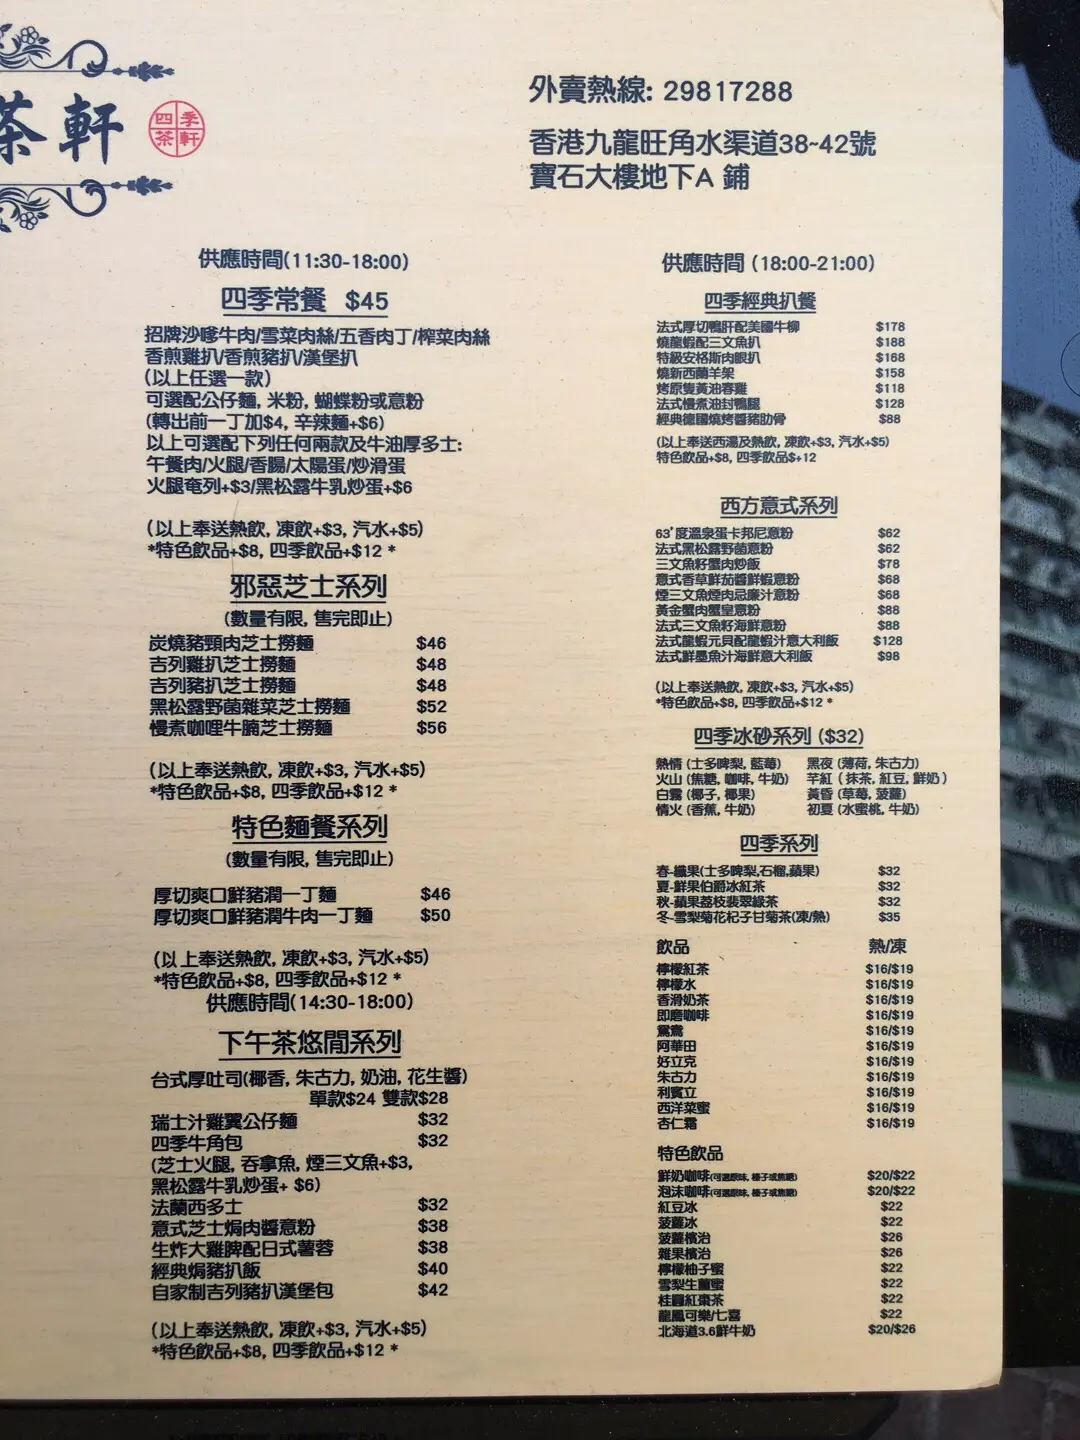 茶軒
四季
茶軒
外賣熱線: 29817288
香港九龍旺角水渠道38~42號
寶石大樓地下A 鋪
供應時間(11:30-18:00)
四季常餐 $45
招牌沙嗲牛肉/雪菜肉絲/五香肉丁/榨菜肉絲
香煎雞扒/香煎豬扒/漢堡扒
(以上任選一款)
可選配公仔麵, 米粉, 蝴蝶粉或意粉
(轉出前一丁加$4, 辛辣麵+$6)
以上可選配下列任何兩款及牛油厚多士:
午餐肉/火腿/香腸/太陽蛋/炒滑蛋
火腿奄列+$3/黑松露牛乳炒蛋+$6
(以上奉送熱飲, 凍飲+$3, 汽水+$5)
*特色飲品+$8, 四季飲品+$12 *
邪惡芝士系列
(數量有限, 售完即止)
炭燒豬頸肉芝士撈麵 $46
吉列雞扒芝士撈麵 $48
吉列豬扒芝士撈麵 $48
黑松露野菌雜菜芝士撈麵 $52
慢煮咖哩牛腩芝士撈麵 $56
(以上奉送熱飲, 凍飲+$3, 汽水+$5)
*特色飲品+$8, 四季飲品+$12 *
特色麵餐系列
(數量有限, 售完即止)
厚切爽口鮮豬潤一丁麵 $46
厚切爽口鮮豬潤牛肉一丁麵 $50
(以上奉送熱飲, 凍飲+$3, 汽水+$5)
*特色飲品+$8, 四季飲品+$12 *
供應時間(14:30-18:00)
下午茶悠閒系列
台式厚吐司(椰香, 朱古力, 奶油, 花生醬)
單款$24 雙款$28
瑞士汁雞翼公仔麵 $32
四季牛角包 $32
(芝士火腿, 吞拿魚, 煙三文魚+$3,
黑松露牛乳炒蛋+ $6)
法蘭西多士 $32
意式芝士焗肉醬意粉 $38
生炸大雞髀配日式薯蓉 $38
經典焗豬扒飯 $40
自家制吉列豬扒漢堡包 $42
(以上奉送熱飲, 凍飲+$3, 汽水+$5)
*特色飲品+$8, 四季飲品+$12 *
供應時間 (18:00-21:00)
四季經典扒餐
法式厚切鴨肝配美國牛柳 $178
燒龍蝦配三文魚扒 $188
特級安格斯肉眼扒 $168
燒新西蘭羊架 $158
烤原隻黃油春雞 $118
法式慢煮油封鴨腿 $128
經典德國燒烤醬豬肋骨 $88
(以上奉送西湯及熱飲, 凍飲+$3, 汽水+$5)
特色飲品+$8, 四季飲品$+12
西方意式系列
63°度溫泉蛋卡邦尼意粉 $62
法式黑松露野菌意粉 $62
三文魚籽蟹肉炒飯 $78
意式香草鮮茄醬鮮蝦意粉 $68
煙三文魚煙肉忌廉汁意粉 $68
黃金蟹肉蟹皇意粉 $88
法式三文魚籽海鮮意粉 $88
法式龍蝦元貝配龍蝦汁意大利飯 $128
法式鮮墨魚汁海鮮意大利飯 $98
(以上奉送熱飲, 凍飲+$3, 汽水+$5)
*特色飲品+$8, 四季飲品+$12 *
四季冰砂系列 ($32)
熱情 (士多啤梨, 藍莓) 黑夜 (薄荷, 朱古力)
火山 (焦糖, 咖啡, 牛奶) 芊紅 (抹茶, 紅豆, 鮮奶)
白霧 (椰子, 椰果) 黃昏 (草莓, 菠蘿)
情火 (香蕉, 牛奶) 初夏 (水蜜桃, 牛奶)
四季系列
春-纖果(士多啤梨,石榴,蘋果) $32
夏-鮮果伯爵冰紅茶 $32
秋-蘋果荔枝翡翠綠茶 $32
冬-雪梨菊花杞子甘菊茶(凍/熱) $35
飲品 熱/凍
檸檬紅茶 $16/$19
檸檬水 $16/$19
香滑奶茶 $16/$19
即磨咖啡 $16/$19
鴛鴦 $16/$19
阿華田 $16/$19
好立克 $16/$19
朱古力 $16/$19
利賓立 $16/$19
西洋菜蜜 $16/$19
杏仁霜 $16/$19
特色飲品
鮮奶咖啡(可選原味, 榛子或焦糖) $20/$22
泡沫咖啡(可選原味, 榛子或焦糖) $20/$22
紅豆冰 $22
菠蘿冰 $22
菠蘿檳治 $26
雜果檳治 $26
檸檬柚子蜜 $22
雪梨生薑蜜 $22
桂圓紅棗茶 $22
龍鳳可樂/七喜 $22
北海道3.6鮮牛奶 $20/$26